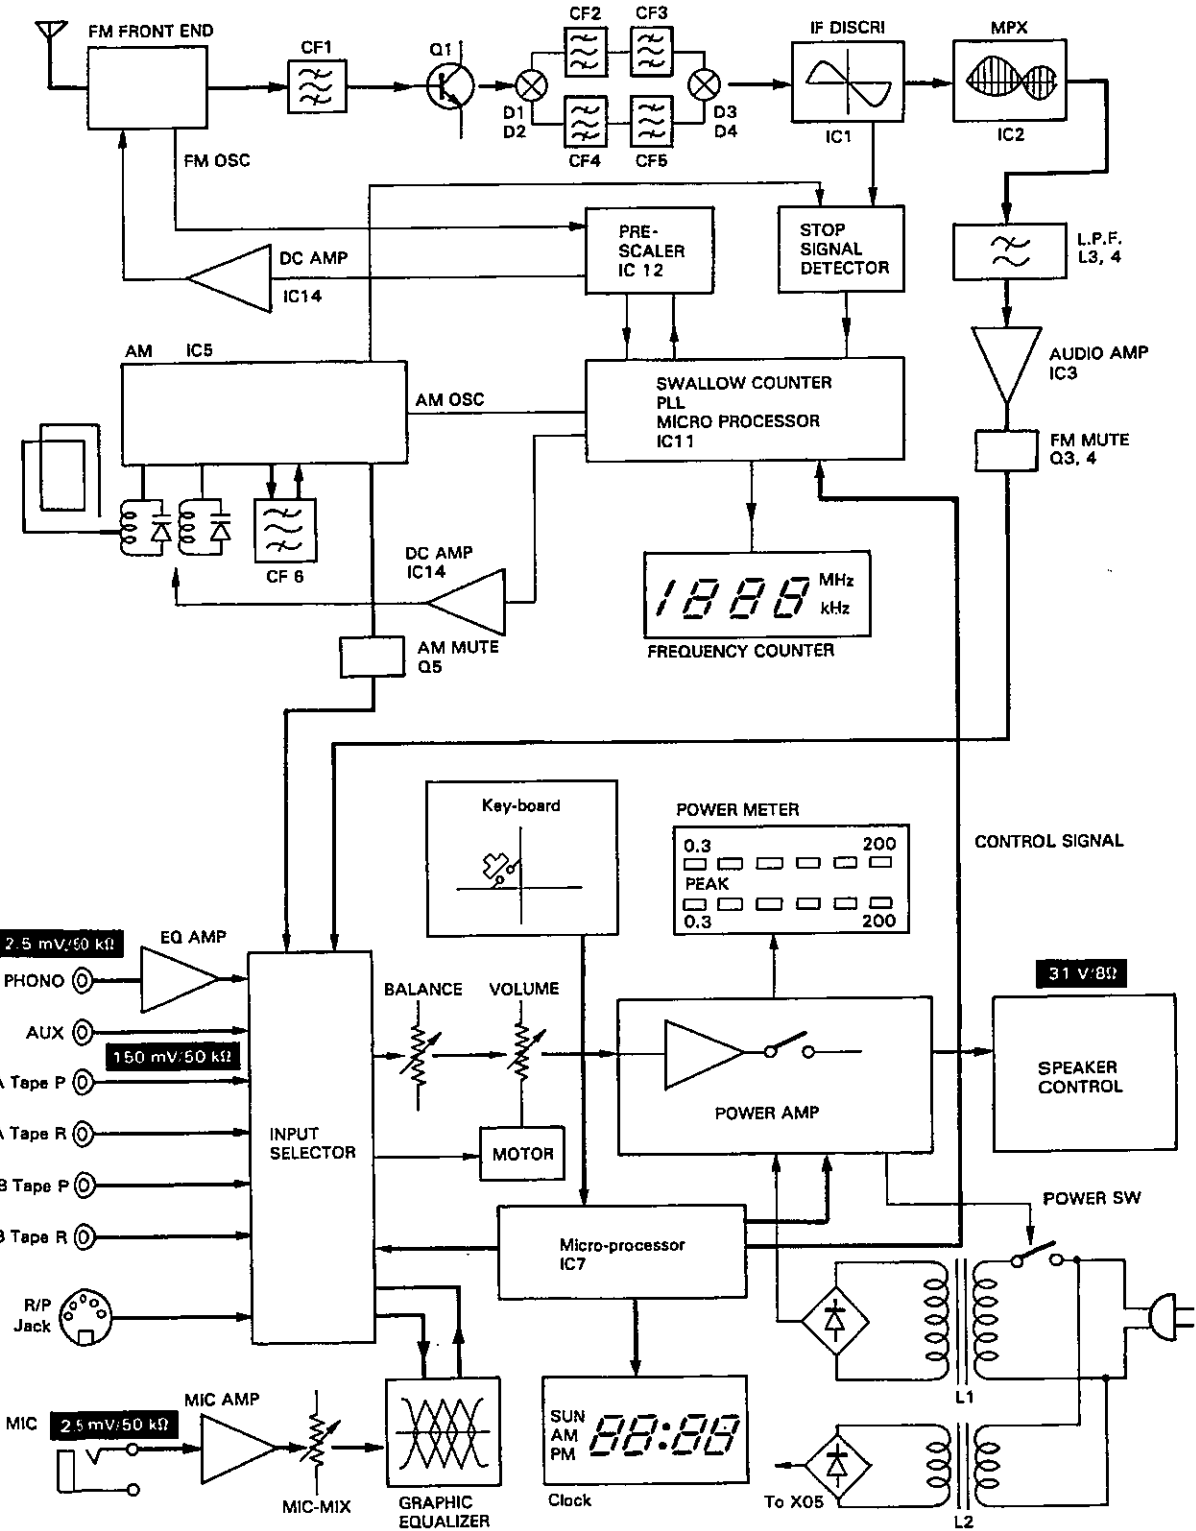 FM FRONT END
CF1
Q1
CF2
CF3
IF DISCRI
MPX
D1
D2
D3
D4
CF4
CF5
IC1
IC2
FM OSC
PRE-
SCALER
IC 12
STOP
SIGNAL
DETECTOR
L.P.F.
L3, 4
DC AMP
IC14
AM
IC5
AUDIO AMP
IC3
AM OSC
SWALLOW COUNTER
PLL
MICRO PROCESSOR
IC11
FM MUTE
Q3, 4
CF 6
DC AMP
IC14
1888
MHz
kHz
FREQUENCY COUNTER
AM MUTE
Q5
Key-board
POWER METER
0.3
200
PEAK
0.3
200
CONTROL SIGNAL
2.5 mV/50 kΩ
EQ AMP
PHONO
AUX
150 mV/50 kΩ
A Tape P
A Tape R
B Tape P
B Tape R
R/P
Jack
INPUT
SELECTOR
BALANCE
VOLUME
MOTOR
POWER AMP
31 V/8Ω
SPEAKER
CONTROL
POWER SW
Micro-processor
IC7
L1
MIC
2.5 mV/50 kΩ
MIC AMP
MIC-MIX
GRAPHIC
EQUALIZER
SUN
AM
PM
88:88
Clock
To X05
L2